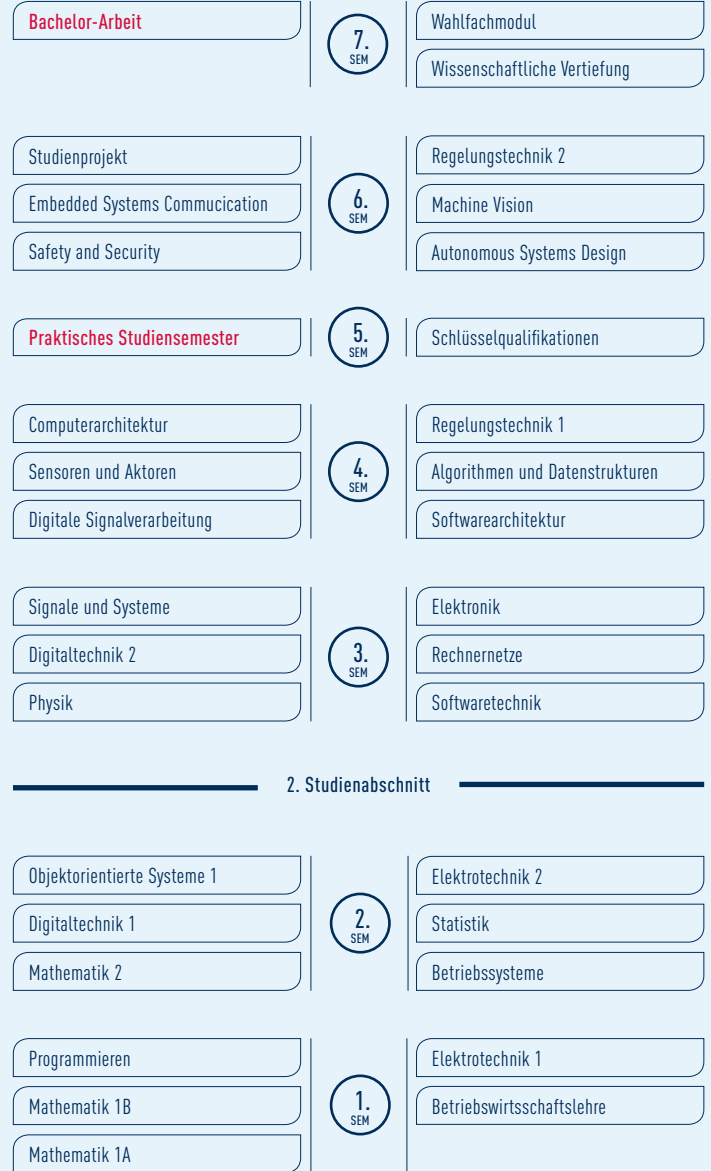 Bachelor-Arbeit
7.
SEM
Wahlfachmodul
Wissenschaftliche Vertiefung
Studienprojekt
Embedded Systems Commucication
Safety and Security
6.
SEM
Regelungstechnik 2
Machine Vision
Autonomous Systems Design
Praktisches Studiensemester
5.
SEM
Schlüsselqualifikationen
Computerarchitektur
Sensoren und Aktoren
Digitale Signalverarbeitung
4.
SEM
Regelungstechnik 1
Algorithmen und Datenstrukturen
Softwarearchitektur
Signale und Systeme
Digitaltechnik 2
Physik
3.
SEM
Elektronik
Rechnernetze
Softwaretechnik
2. Studienabschnitt
Objektorientierte Systeme 1
Digitaltechnik 1
Mathematik 2
2.
SEM
Elektrotechnik 2
Statistik
Betriebssysteme
Programmieren
Mathematik 1B
Mathematik 1A
1.
SEM
Elektrotechnik 1
Betriebswirtsschaftslehre